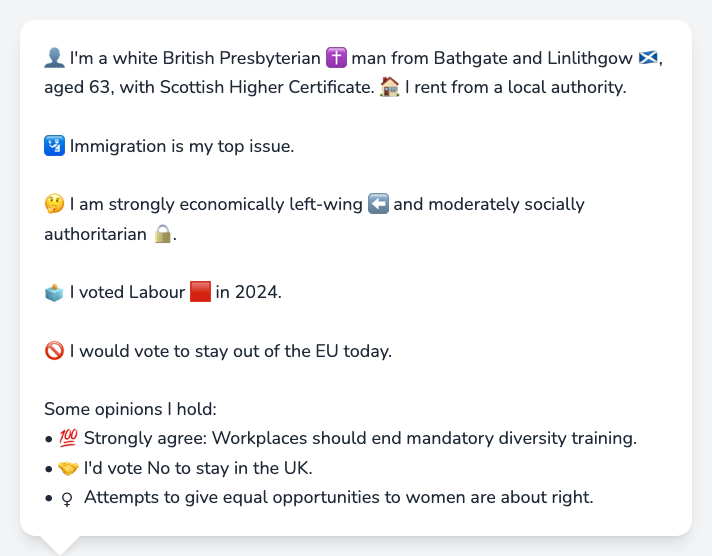 👤 I'm a white British Presbyterian ✝️ man from Bathgate and Linlithgow 🏴󠁧󠁢󠁳󠁣󠁴󠁿,
aged 63, with Scottish Higher Certificate. 🏠 I rent from a local authority.
🛂 Immigration is my top issue.
🤔 I am strongly economically left-wing ⬅️ and moderately socially
authoritarian 🔒.
🗳️ I voted Labour 🟥 in 2024.
🚫 I would vote to stay out of the EU today.
Some opinions I hold:
• 💯 Strongly agree: Workplaces should end mandatory diversity training.
• 🤝 I'd vote No to stay in the UK.
• ♀ Attempts to give equal opportunities to women are about right.